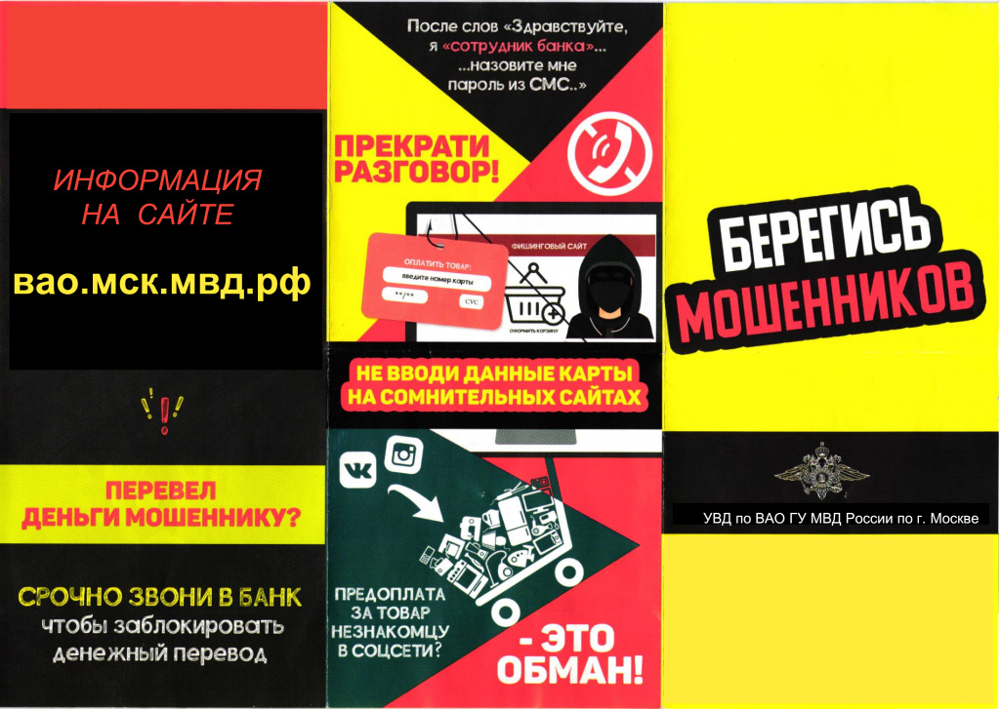 ИНФОРМАЦИЯ
НА САЙТЕ
вао.мск.мвд.рф
ПЕРЕВЕЛ
ДЕНЬГИ МОШЕННИКУ?
СРОЧНО ЗВОНИ В БАНК
чтобы заблокировать
денежный перевод
После слов «Здравствуйте,
я «сотрудник банка»...
...назовите мне
пароль из СМС..»
ПРЕКРАТИ
РАЗГОВОР!
ФИШИНГОВЫЙ САЙТ
ОПЛАТИТЬ ТОВАР:
введите номер карты
**/**
CVC
ОФОРМИТЬ КОРЗИНУ
НЕ ВВОДИ ДАННЫЕ КАРТЫ
НА СОМНИТЕЛЬНЫХ САЙТАХ
ПРЕДОПЛАТА
ЗА ТОВАР
НЕЗНАКОМЦУ
В СОЦСЕТИ?
- ЭТО
ОБМАН!
БЕРЕГИСЬ
МОШЕННИКОВ
УВД по ВАО ГУ МВД России по г. Москве